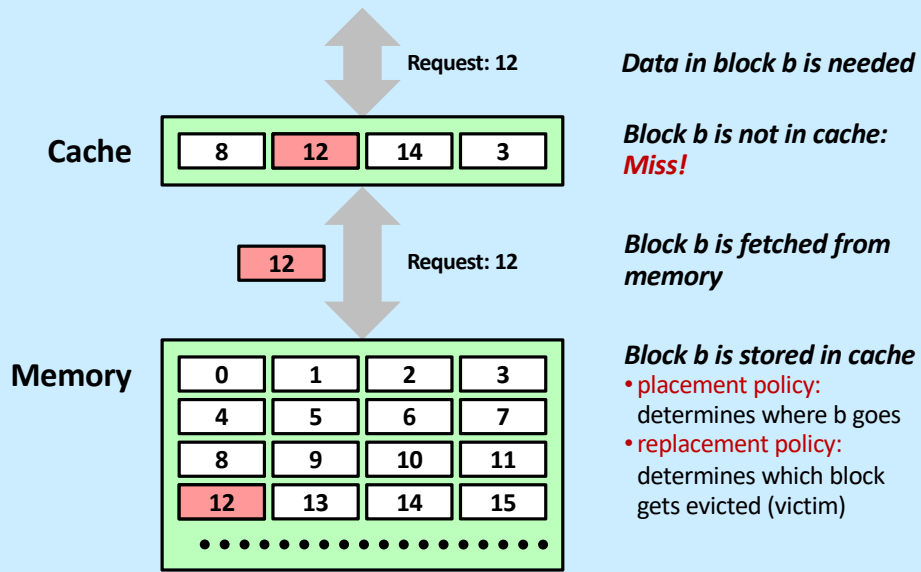 Request: 12
Data in block b is needed
Cache
8 12 14 3
Block b is not in cache:
Miss!
12
Request: 12
Block b is fetched from
memory
Memory
0 1 2 3
4 5 6 7
8 9 10 11
12 13 14 15
Block b is stored in cache
• placement policy:
determines where b goes
• replacement policy:
determines which block
gets evicted (victim)